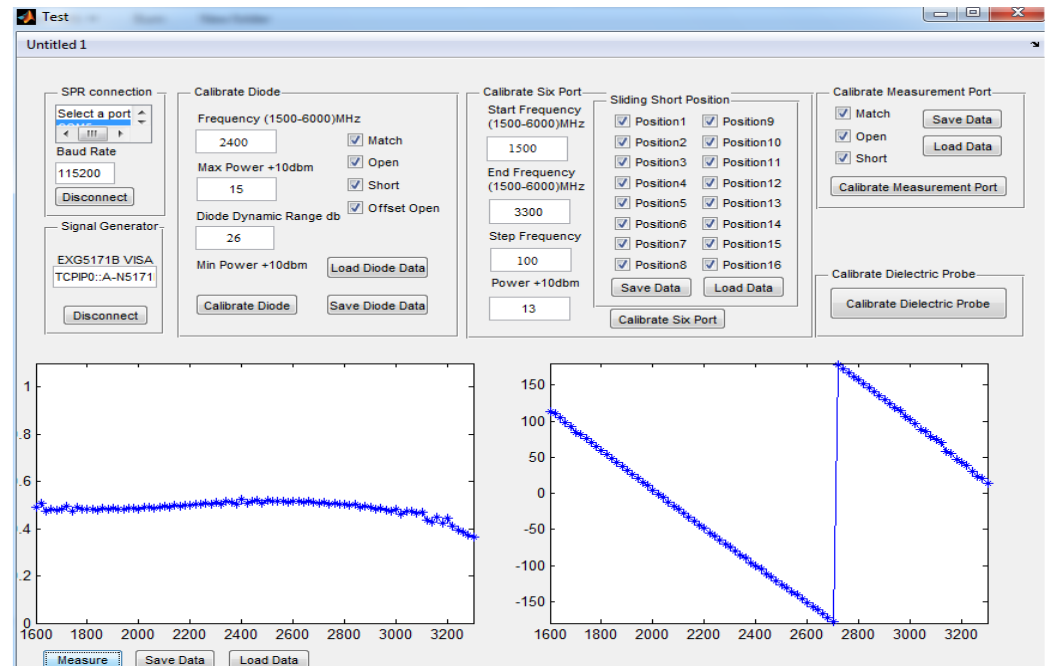 Test
Untitled 1
SPR connection
Select a port
Baud Rate
115200
Disconnect
Signal Generator
EXG5171B VISA
TCPIP0::A-N5171
Disconnect
Calibrate Diode
Frequency (1500-6000)MHz
2400
Max Power +10dbm
15
Diode Dynamic Range db
26
Min Power +10dbm
Match
Open
Short
Offset Open
Load Diode Data
Calibrate Diode
Save Diode Data
Calibrate Six Port
Start Frequency
(1500-6000)MHz
1500
End Frequency
(1500-6000)MHz
3300
Step Frequency
100
Power +10dbm
13
Sliding Short Position
Position1 Position9
Position2 Position10
Position3 Position11
Position4 Position12
Position5 Position13
Position6 Position14
Position7 Position15
Position8 Position16
Save Data Load Data
Calibrate Six Port
Calibrate Measurement Port
Match
Open
Short
Save Data
Load Data
Calibrate Measurement Port
Calibrate Dielectric Probe
Calibrate Dielectric Probe
1
.8
.6
.4
.2
0
1600 1800 2000 2200 2400 2600 2800 3000 3200
150
100
50
0
-50
-100
-150
1600 1800 2000 2200 2400 2600 2800 3000 3200
Measure Save Data Load Data